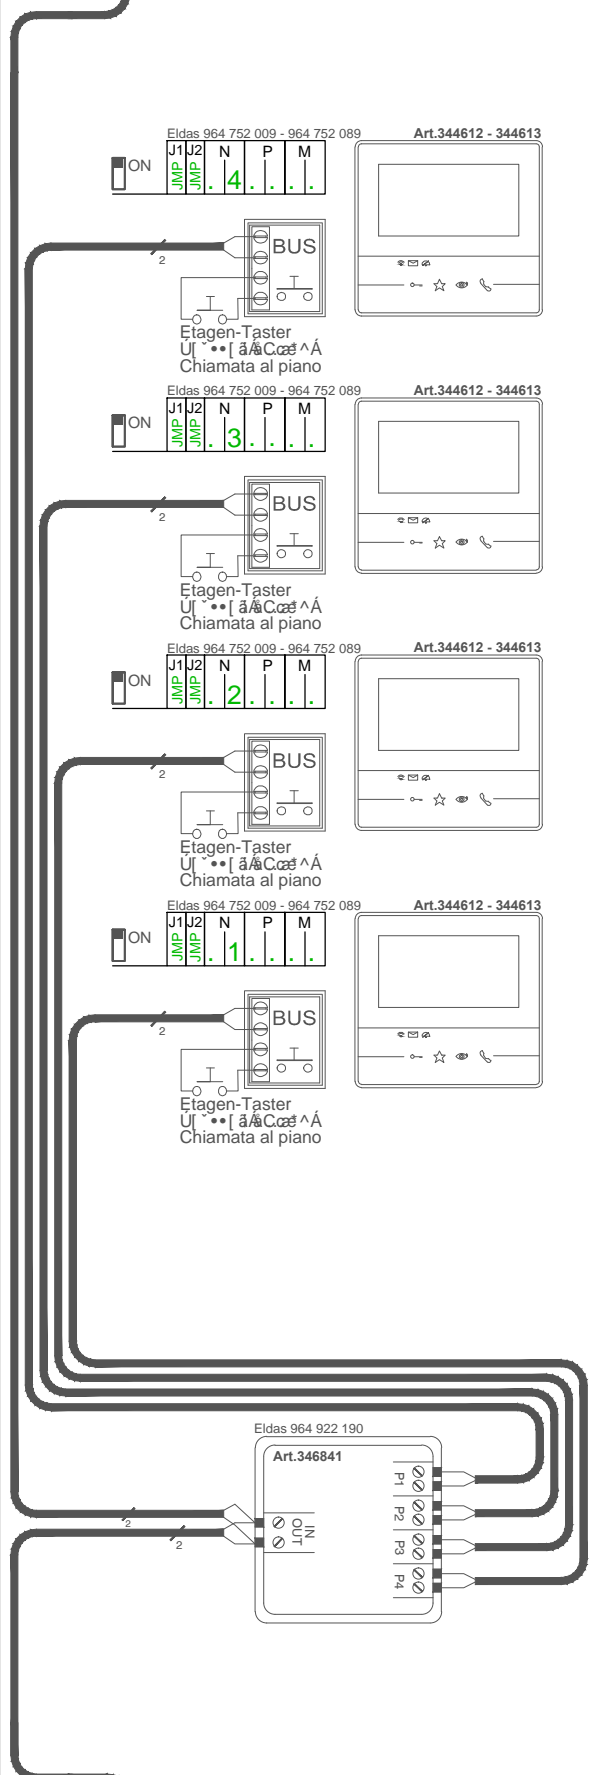 Eldas 964 752 009 - 964 752 089 Art.344612 - 344613
ON J1 J2 N P M
JMP JMP . 4 . . . .
BUS
2
Etagen-Taster
Chiamata al piano
Eldas 964 752 009 - 964 752 089 Art.344612 - 344613
ON J1 J2 N P M
JMP JMP . 3 . . . .
BUS
2
Etagen-Taster
Chiamata al piano
Eldas 964 752 009 - 964 752 089 Art.344612 - 344613
ON J1 J2 N P M
JMP JMP . 2 . . . .
BUS
2
Etagen-Taster
Chiamata al piano
Eldas 964 752 009 - 964 752 089 Art.344612 - 344613
ON J1 J2 N P M
JMP JMP . 1 . . . .
BUS
2
Etagen-Taster
Chiamata al piano
Eldas 964 922 190
Art.346841
P1
P2
P3
P4
IN
OUT
2
2